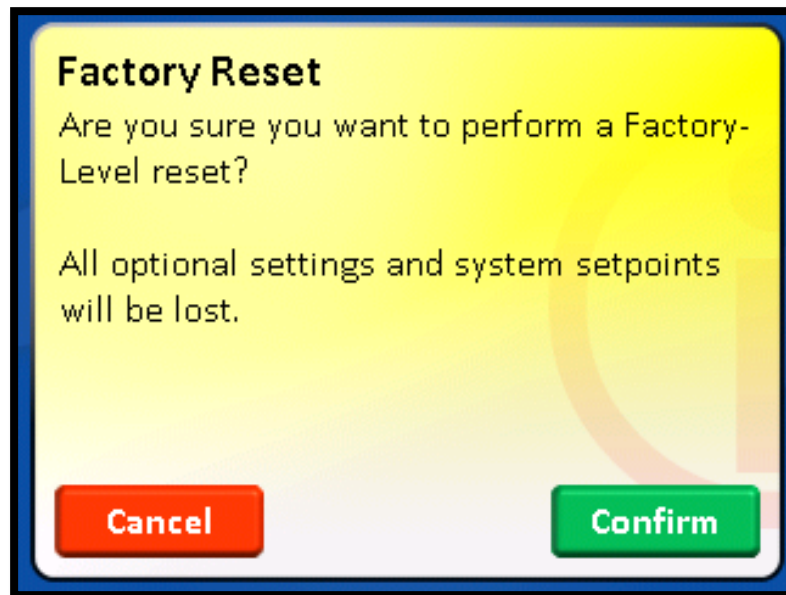 Factory Reset
Are you sure you want to perform a Factory-
Level reset?
All optional settings and system setpoints
will be lost.
Cancel
Confirm